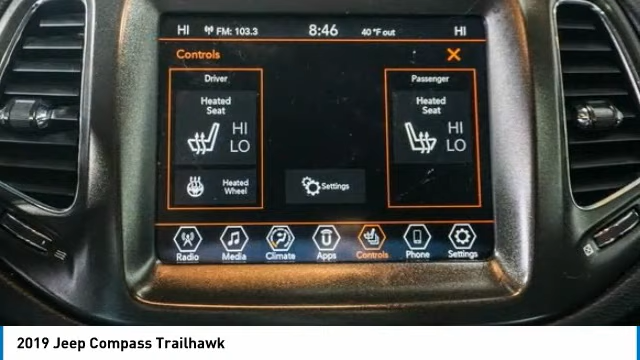 HI FM: 103.3 8:46 40°F out HI
Controls X
Driver
Passenger
Heated
Seat
HI
LO
Heated
Seat
HI
LO
Heated
Wheel
Settings
Radio Media Climate Apps Controls Phone Settings
2019 Jeep Compass Trailhawk